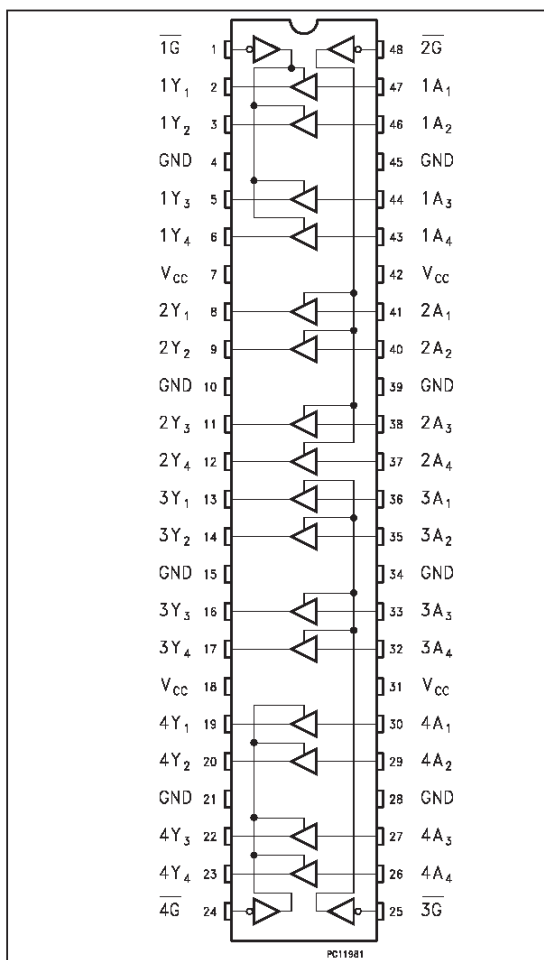 1G 1 48 2G
1Y1 2 47 1A1
1Y2 3 46 1A2
GND 4 45 GND
1Y3 5 44 1A3
1Y4 6 43 1A4
VCC 7 42 VCC
2Y1 8 41 2A1
2Y2 9 40 2A2
GND 10 39 GND
2Y3 11 38 2A3
2Y4 12 37 2A4
3Y1 13 36 3A1
3Y2 14 35 3A2
GND 15 34 GND
3Y3 16 33 3A3
3Y4 17 32 3A4
VCC 18 31 VCC
4Y1 19 30 4A1
4Y2 20 29 4A2
GND 21 28 GND
4Y3 22 27 4A3
4Y4 23 26 4A4
4G 24 25 3G
PC11981